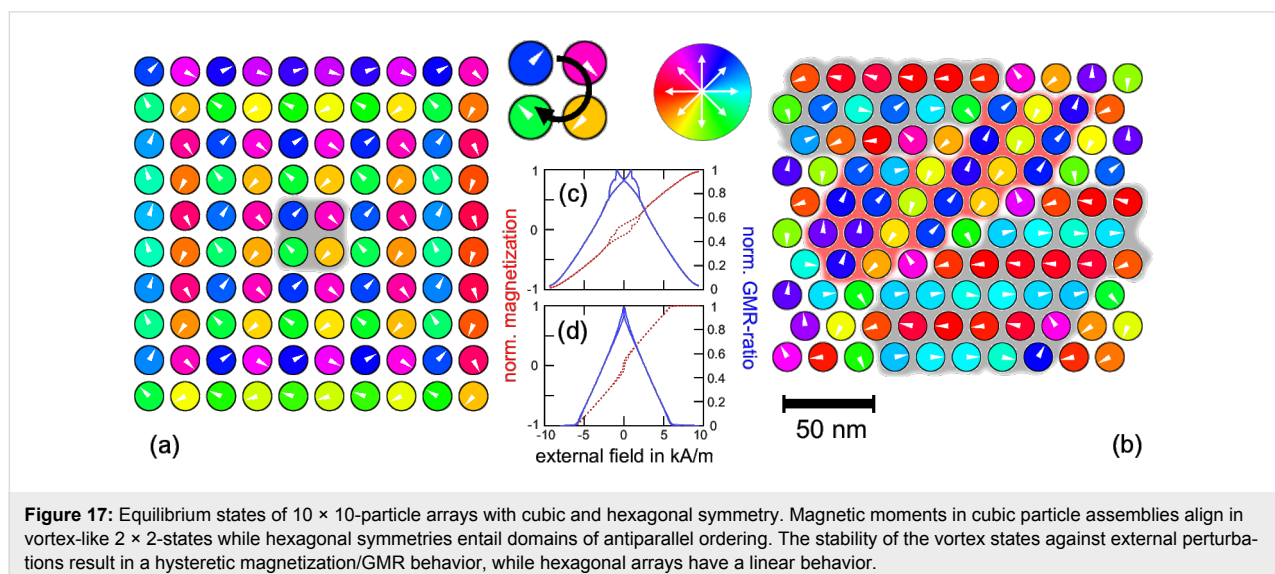 (a)
(c)
norm. magnetization
1
0
-1
1
0.8
0.6
0.4
0.2
0
norm. GMR-ratio
(d)
1
0
-1
1
0.8
0.6
0.4
0.2
0
-10 -5 0 5 10
external field in kA/m
50 nm
(b)
Figure 17: Equilibrium states of 10 × 10-particle arrays with cubic and hexagonal symmetry. Magnetic moments in cubic particle assemblies align in
vortex-like 2 × 2-states while hexagonal symmetries entail domains of antiparallel ordering. The stability of the vortex states against external perturba-
tions result in a hysteretic magnetization/GMR behavior, while hexagonal arrays have a linear behavior.